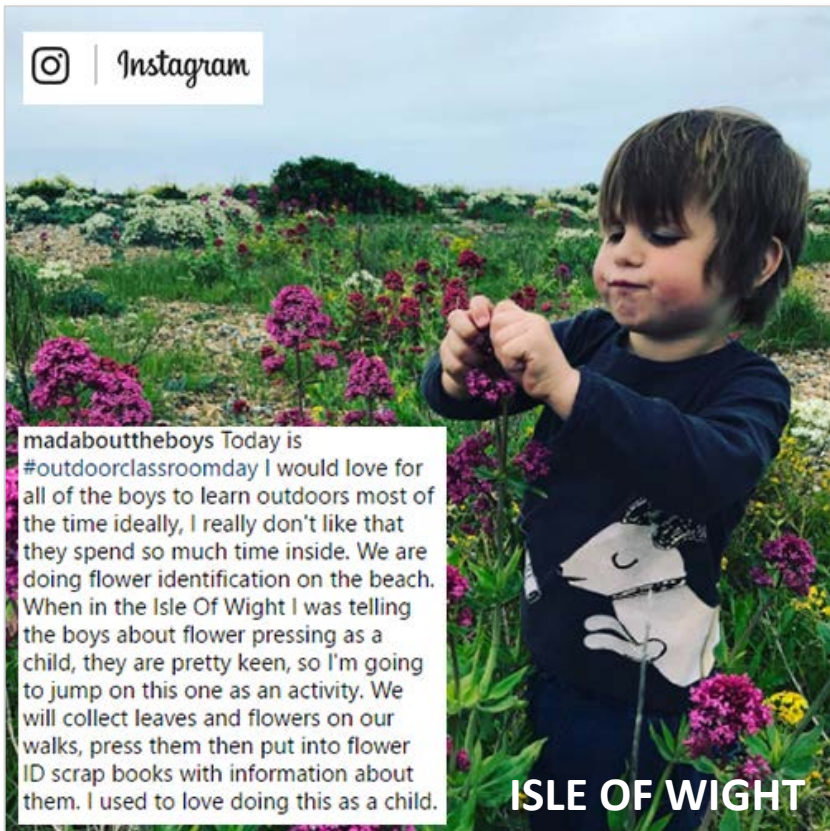 Instagram
madabouttheboys Today is
#outdoorclassroomday I would love for
all of the boys to learn outdoors most of
the time ideally, I really don't like that
they spend so much time inside. We are
doing flower identification on the beach.
When in the Isle Of Wight I was telling
the boys about flower pressing as a
child, they are pretty keen, so I'm going
to jump on this one as an activity. We
will collect leaves and flowers on our
walks, press them then put into flower
ID scrap books with information about
them. I used to love doing this as a child.
ISLE OF WIGHT